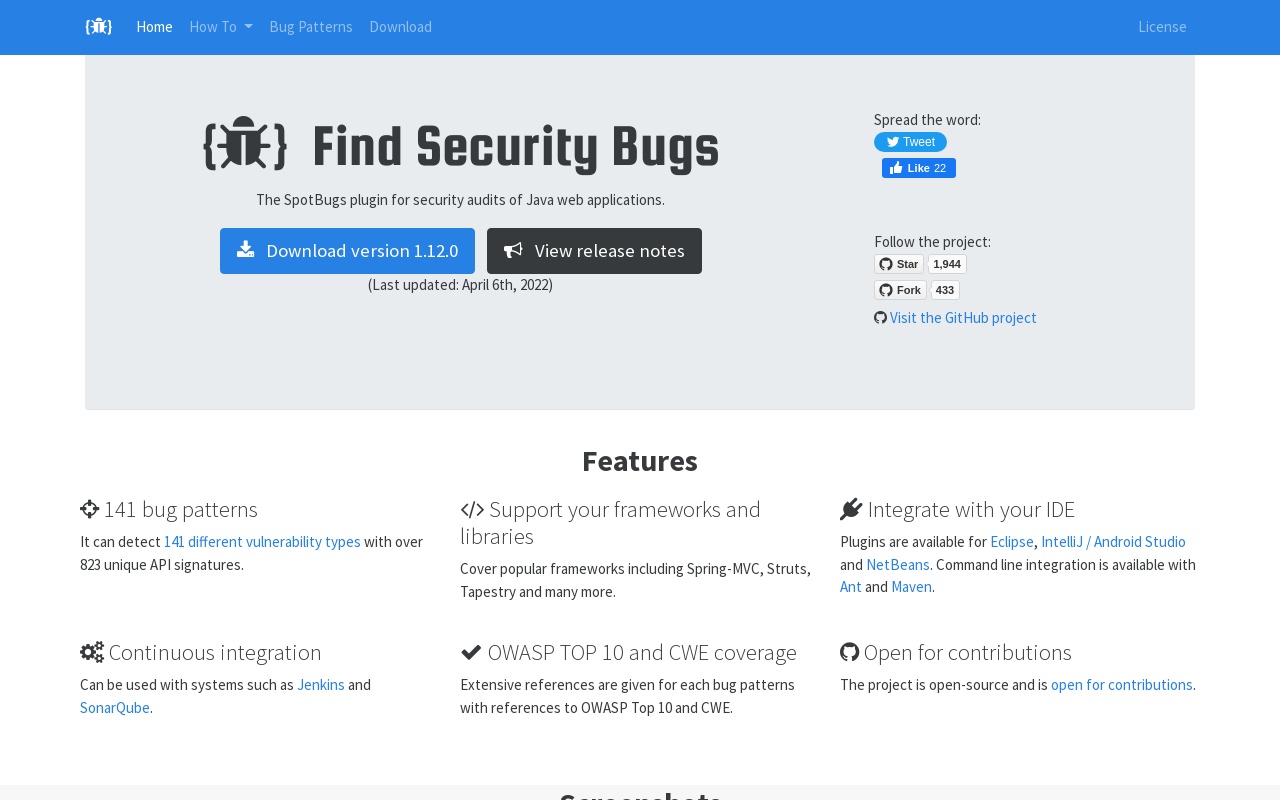 Home How To Bug Patterns Download License
Find Security Bugs
The SpotBugs plugin for security audits of Java web applications.
Download version 1.12.0 View release notes
(Last updated: April 6th, 2022)
Spread the word:
Tweet
Like 22
Follow the project:
Star 1,944
Fork 433
Visit the GitHub project
Features
141 bug patterns
It can detect 141 different vulnerability types with over
823 unique API signatures.
Support your frameworks and
libraries
Cover popular frameworks including Spring-MVC, Struts,
Tapestry and many more.
Integrate with your IDE
Plugins are available for Eclipse, IntelliJ / Android Studio
and NetBeans. Command line integration is available with
Ant and Maven.
Continuous integration
Can be used with systems such as Jenkins and
SonarQube.
OWASP TOP 10 and CWE coverage
Extensive references are given for each bug patterns
with references to OWASP Top 10 and CWE.
Open for contributions
The project is open-source and is open for contributions.
Screenshots